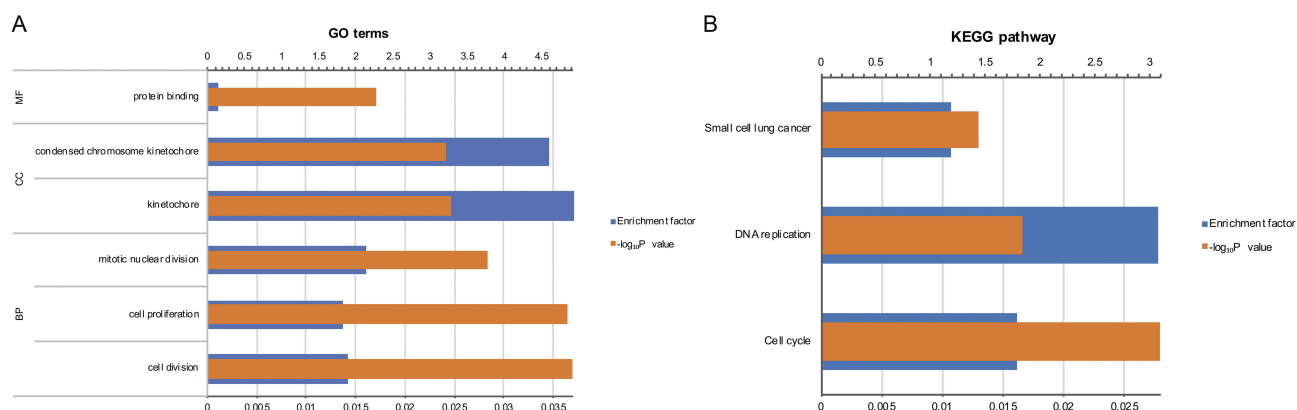 A
GO terms
0 0.5 1 1.5 2 2.5 3 3.5 4 4.5
MF
protein binding
CC
condensed chromosome kinetochore
kinetochore
BP
mitotic nuclear division
cell proliferation
cell division
0 0.005 0.01 0.015 0.02 0.025 0.03 0.035
Enrichment factor
-log₁₀P value
B
KEGG pathway
0 0.5 1 1.5 2 2.5 3
Small cell lung cancer
DNA replication
Cell cycle
0 0.005 0.01 0.015 0.02 0.025
Enrichment factor
-log₁₀P value